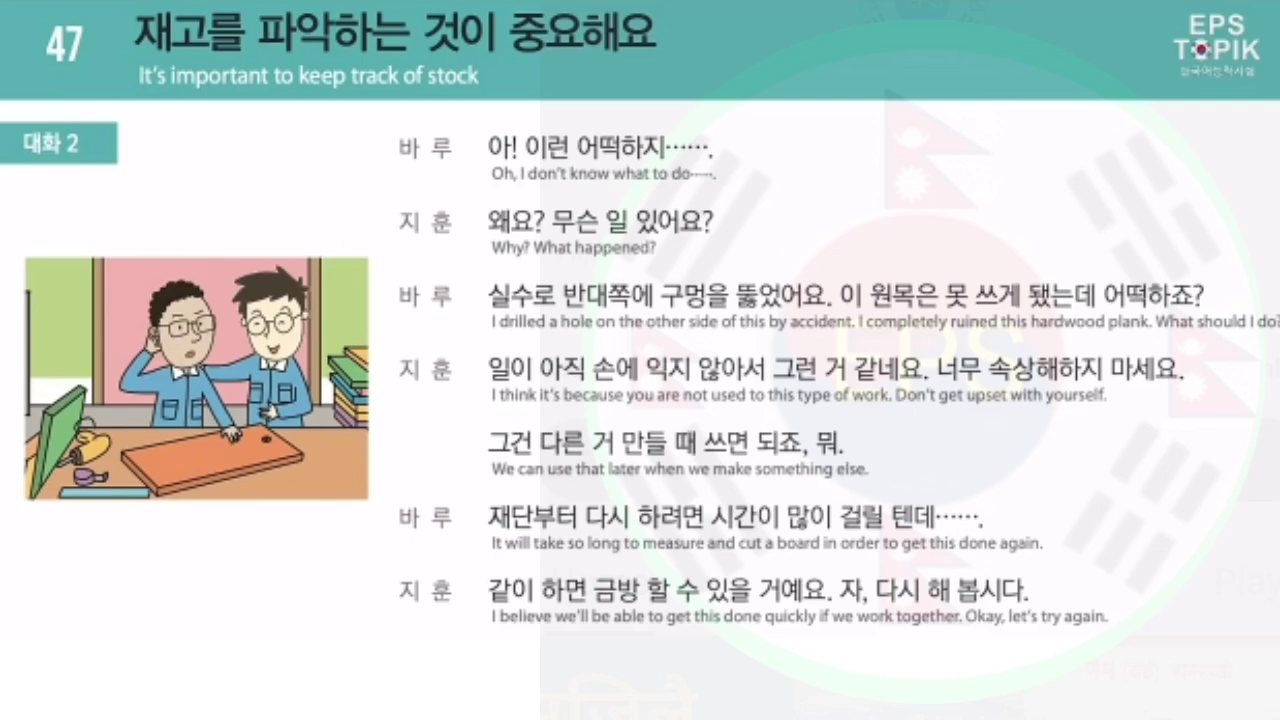 47
재고를 파악하는 것이 중요해요
It's important to keep track of stock
EPS
TOPIK
한국어능력시험
대화 2
바 루 아! 이런 어떡하지…….
Oh, I don't know what to do…….
지 훈 왜요? 무슨 일 있어요?
Why? What happened?
바 루 실수로 반대쪽에 구멍을 뚫었어요. 이 원목은 못 쓰게 됐는데 어떡하죠?
I drilled a hole on the other side of this by accident. I completely ruined this hardwood plank. What should I do?
지 훈 일이 아직 손에 익지 않아서 그런 거 같네요. 너무 속상해하지 마세요.
I think it's because you are not used to this type of work. Don't get upset with yourself.
그건 다른 거 만들 때 쓰면 되죠, 뭐.
We can use that later when we make something else.
바 루 재단부터 다시 하려면 시간이 많이 걸릴 텐데…….
It will take so long to measure and cut a board in order to get this done again.
지 훈 같이 하면 금방 할 수 있을 거예요. 자, 다시 해 봅시다.
I believe we'll be able to get this done quickly if we work together. Okay, let's try again.
EPS
Play